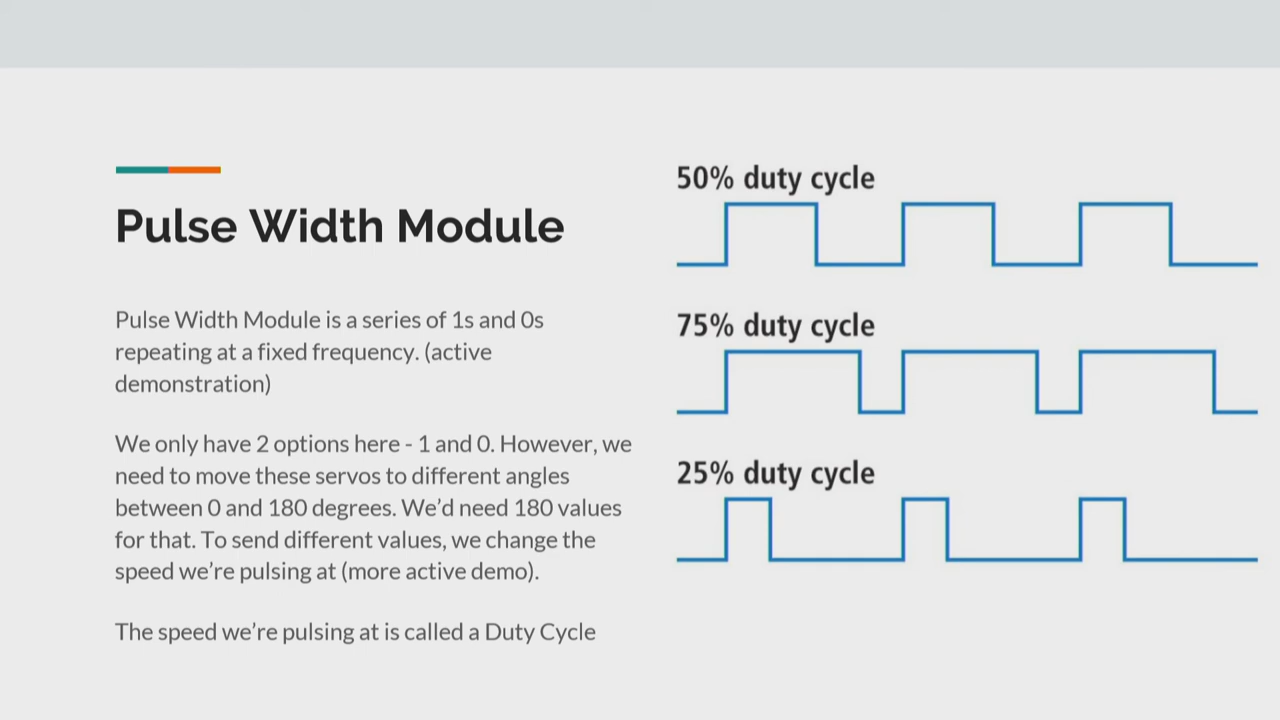 Pulse Width Module
Pulse Width Module is a series of 1s and 0s
repeating at a fixed frequency. (active
demonstration)
We only have 2 options here - 1 and 0. However, we
need to move these servos to different angles
between 0 and 180 degrees. We’d need 180 values
for that. To send different values, we change the
speed we’re pulsing at (more active demo).
The speed we’re pulsing at is called a Duty Cycle
50% duty cycle
75% duty cycle
25% duty cycle